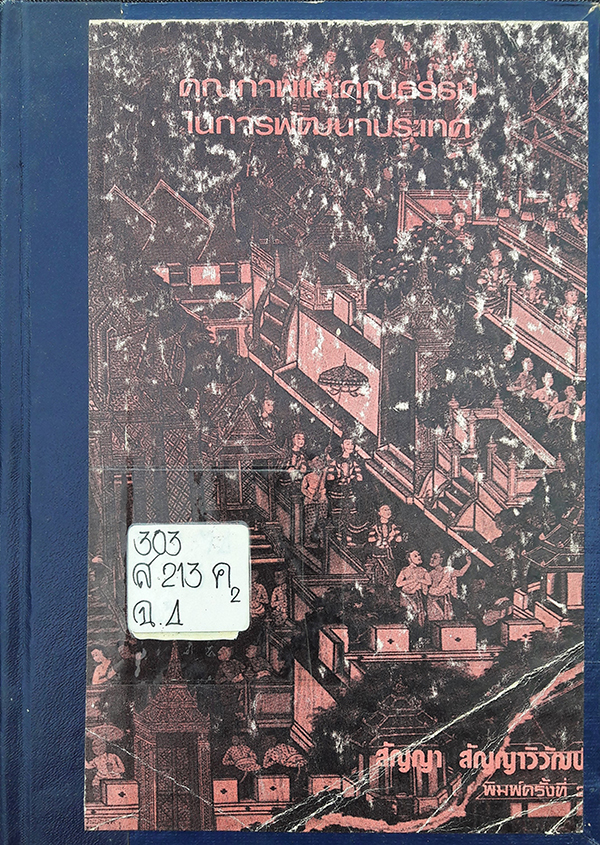 คุณภาพและคุณธรรม
ในการพัฒนาประเทศ
303
ส 213 ค2
ฉ.1
สัญญา สัญญาวิวัฒน์
พิมพ์ครั้งที่ 2